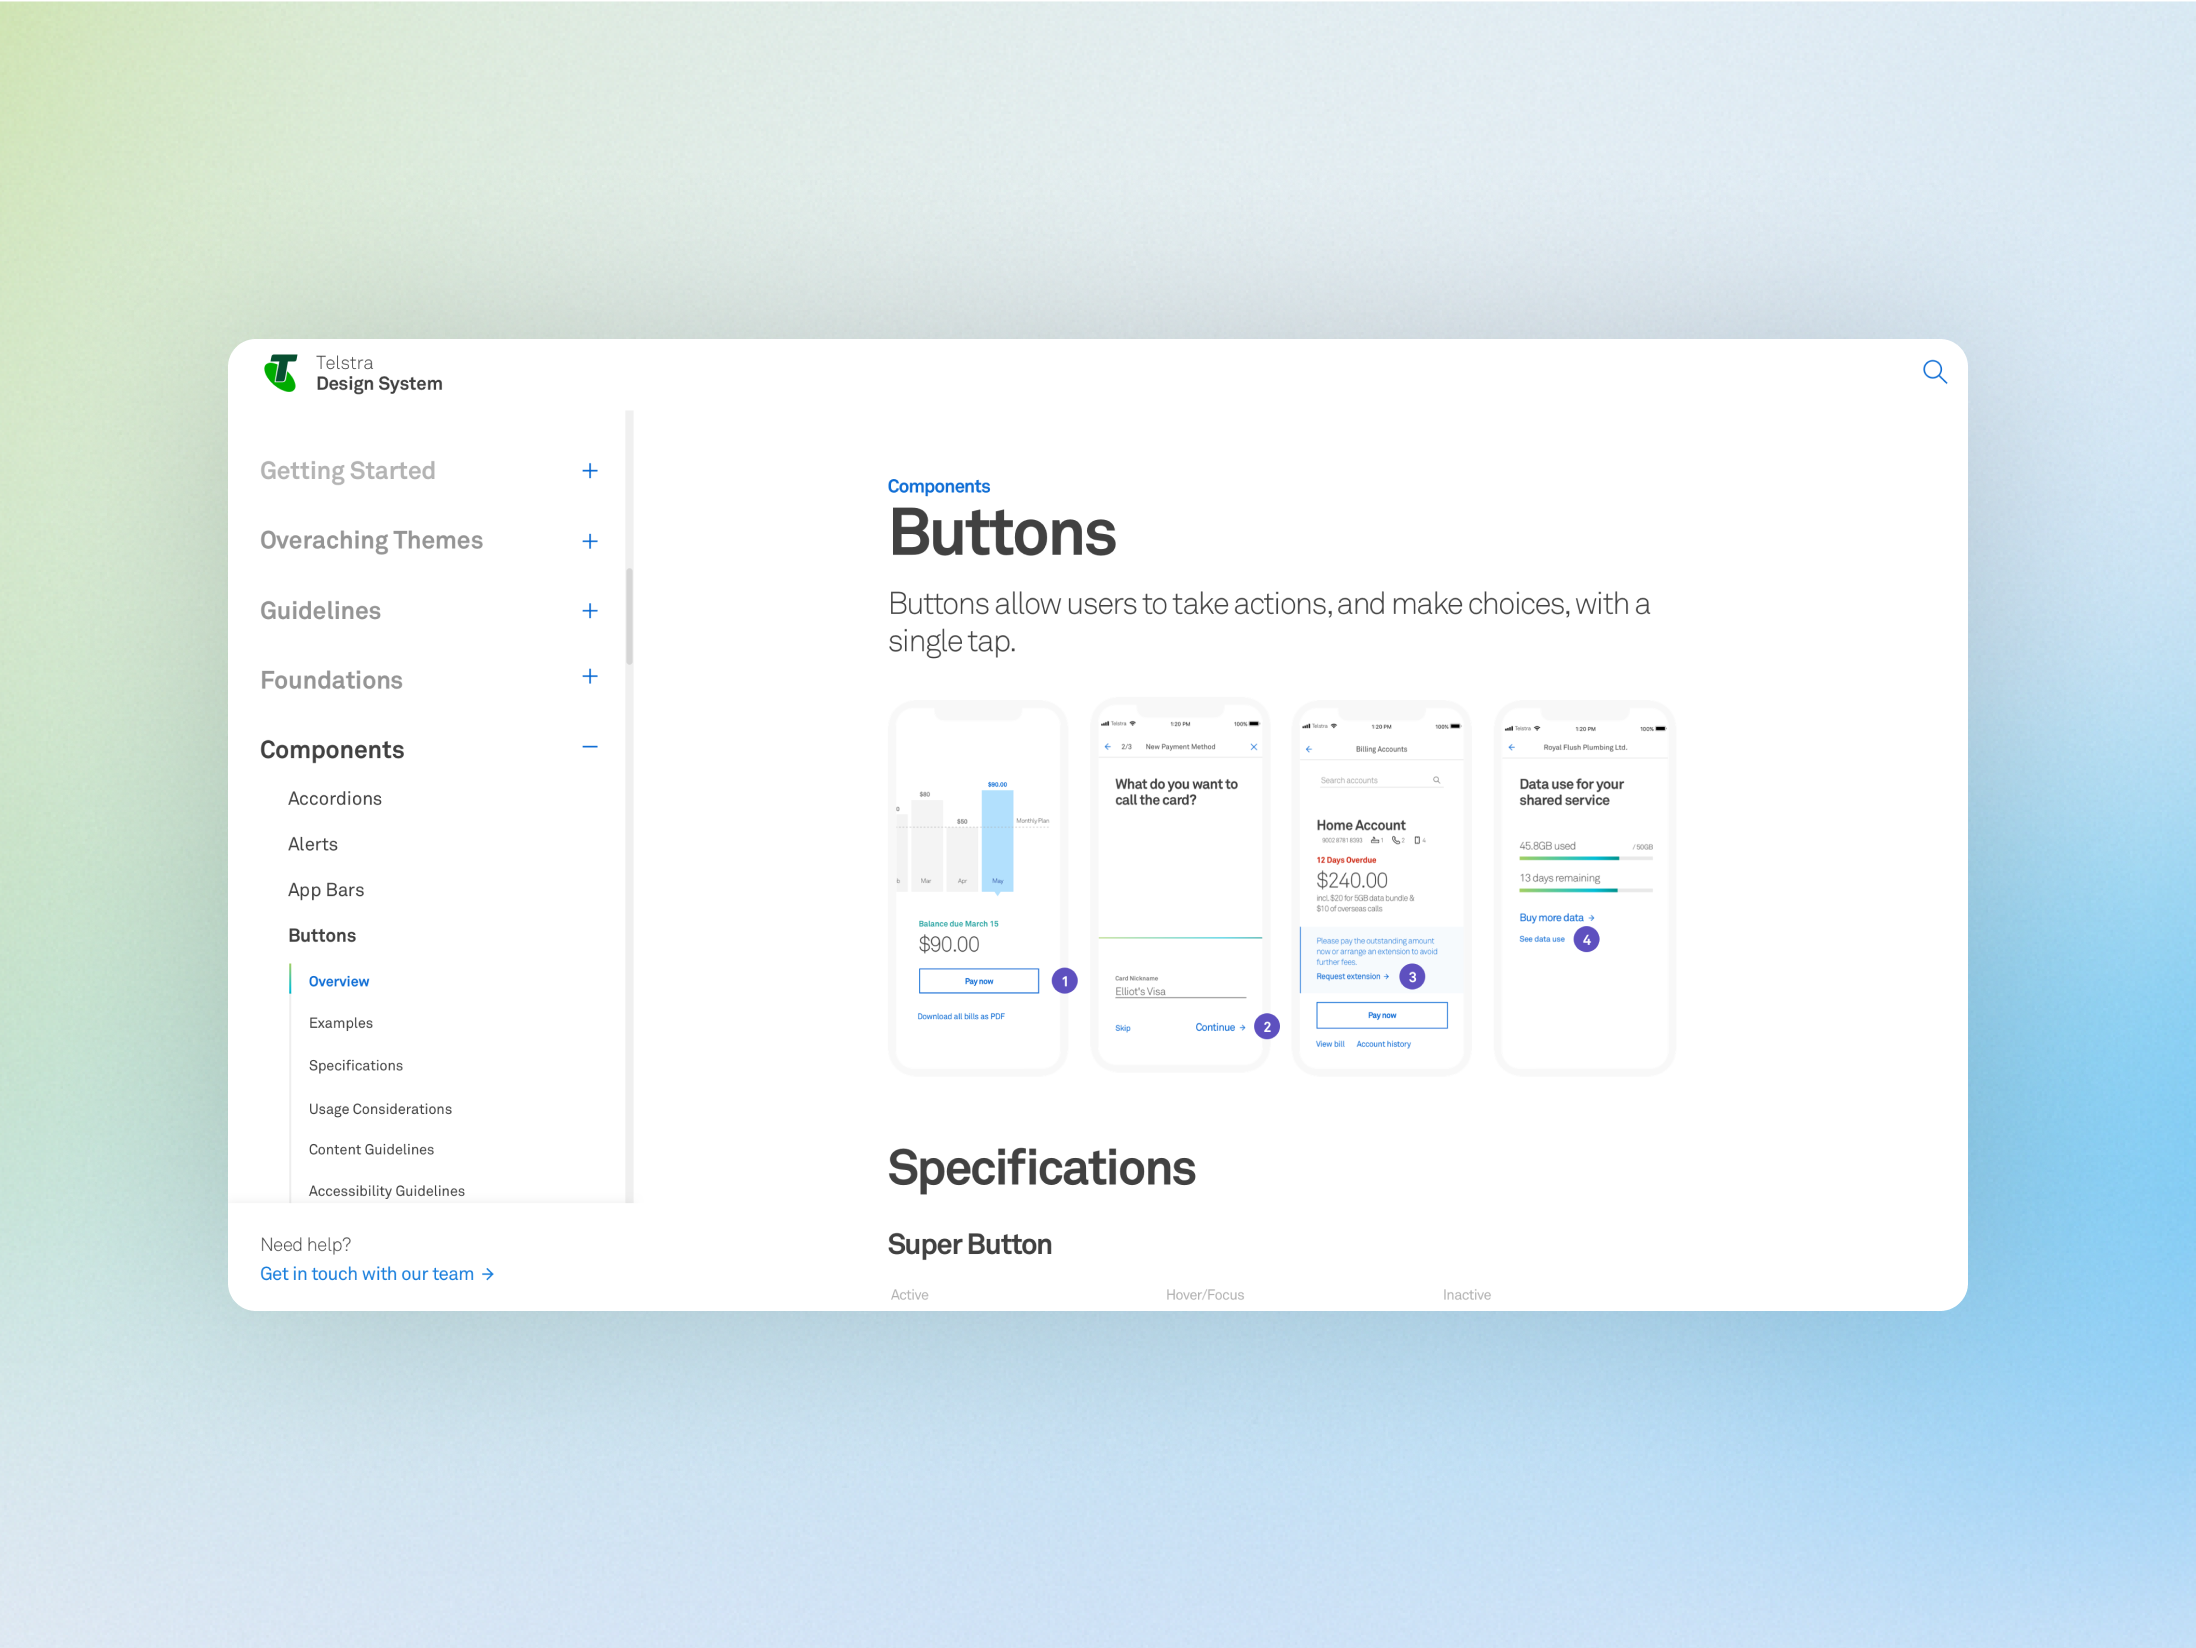 Telstra
Design System
Getting Started
Overaching Themes
Guidelines
Foundations
Components
Accordions
Alerts
App Bars
Buttons
Overview
Examples
Specifications
Usage Considerations
Content Guidelines
Accessibility Guidelines
Need help?
Get in touch with our team
Components
Buttons
Buttons allow users to take actions, and make choices, with a
single tap.
$90.00
$80
$50
Monthly Plan
Mar Apr May
Balance due March 15
$90.00
Pay now
1
Download all bills as PDF
Telstra 1:20 PM 100%
2/3 New Payment Method
What do you want to
call the card?
Card Nickname
Elliot's Visa
Skip Continue
2
Telstra 1:20 PM 100%
Billing Accounts
Search accounts
Home Account
1 2 4
12 Days Overdue
$240.00
incl. $20 for 5GB data bundle &
$10 of overseas calls
Please pay the outstanding amount
now or arrange an extension to avoid
further fees.
Request extension
3
Pay now
View bill Account history
Telstra 1:20 PM 100%
Royal Flush Plumbing Ltd.
Data use for your
shared service
45.8GB used / 50GB
13 days remaining
Buy more data
See data use
4
Specifications
Super Button
Active Hover/Focus Inactive